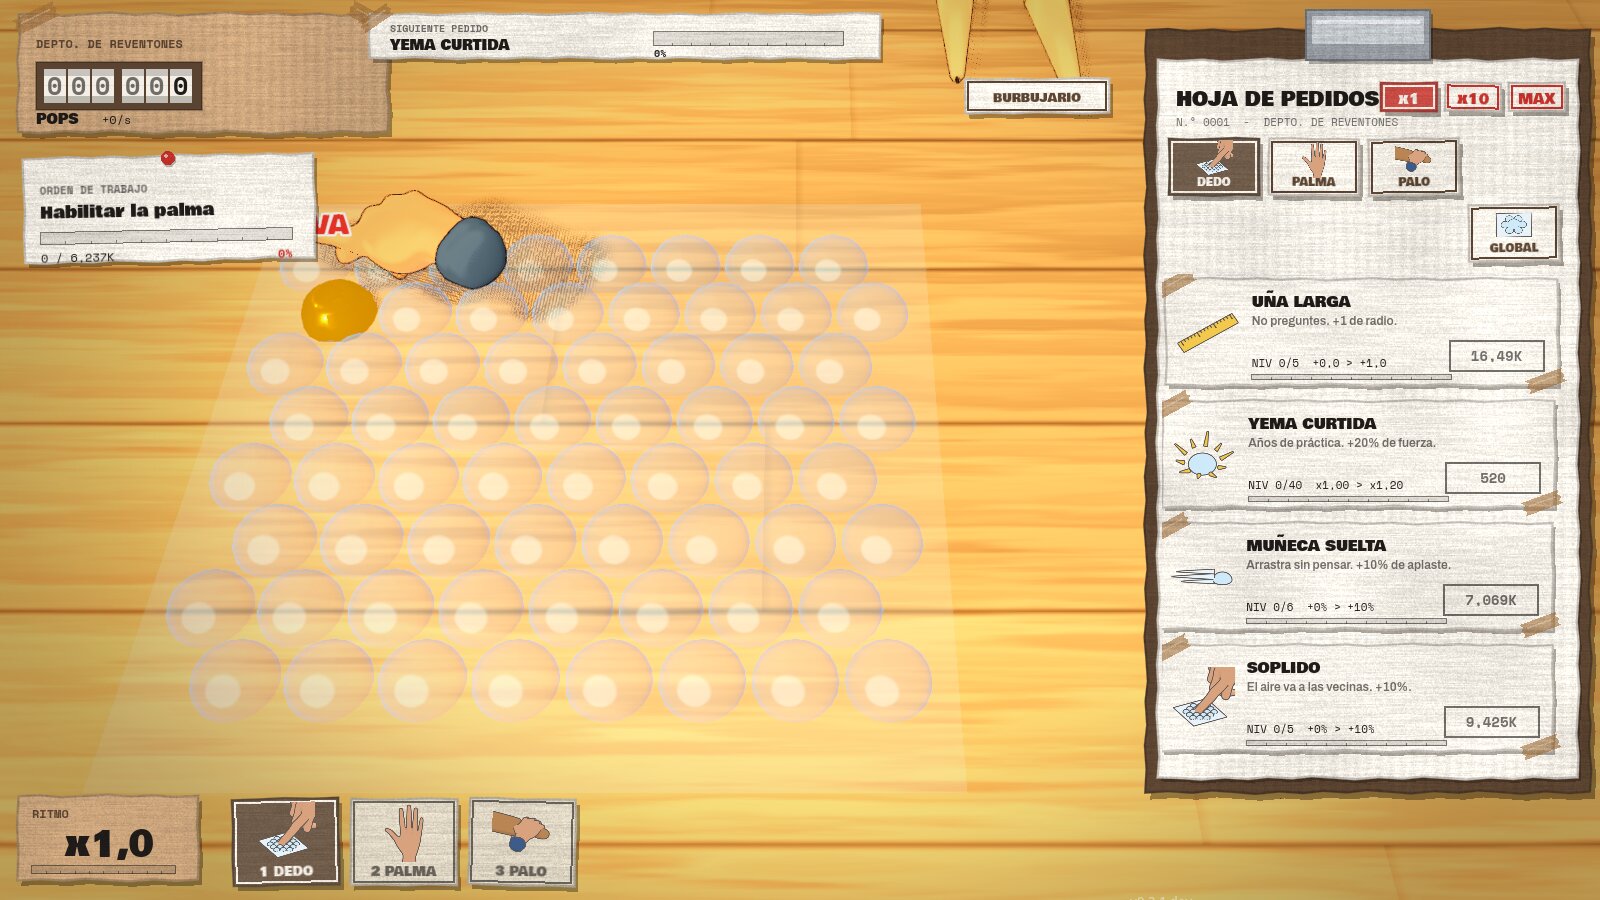 DEPTO. DE REVENTONES
000000
POPS +0/s
SIGUIENTE PEDIDO
YEMA CURTIDA
0%
BURBUJARIO
ORDEN DE TRABAJO
Habilitar la palma
0 / 6,237K 0%
HOJA DE PEDIDOS
x1 x10 MAX
N.° 0001 - DEPTO. DE REVENTONES
DEDO PALMA PALO
GLOBAL
UÑA LARGA
No preguntes. +1 de radio.
NIV 0/5 +0,0 > +1,0
16,49K
YEMA CURTIDA
Años de práctica. +20% de fuerza.
NIV 0/40 x1,00 > x1,20
520
MUÑECA SUELTA
Arrastra sin pensar. +10% de aplaste.
NIV 0/6 +0% > +10%
7,069K
SOPLIDO
El aire va a las vecinas. +10%.
NIV 0/5 +0% > +10%
9,425K
RITMO
x1,0
1 DEDO 2 PALMA 3 PALO